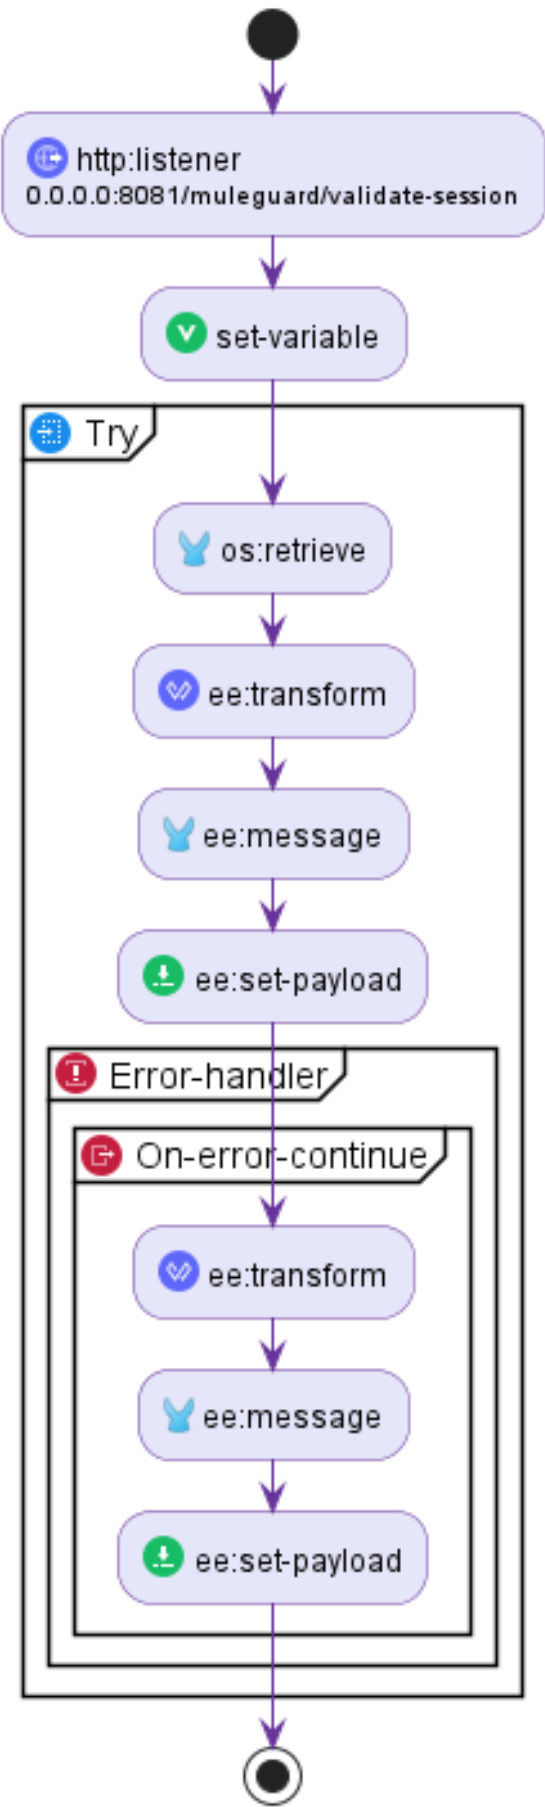 http:listener
0.0.0.0:8081/muleguard/validate-session
set-variable
Try
os:retrieve
ee:transform
ee:message
ee:set-payload
Error-handler
On-error-continue
ee:transform
ee:message
ee:set-payload